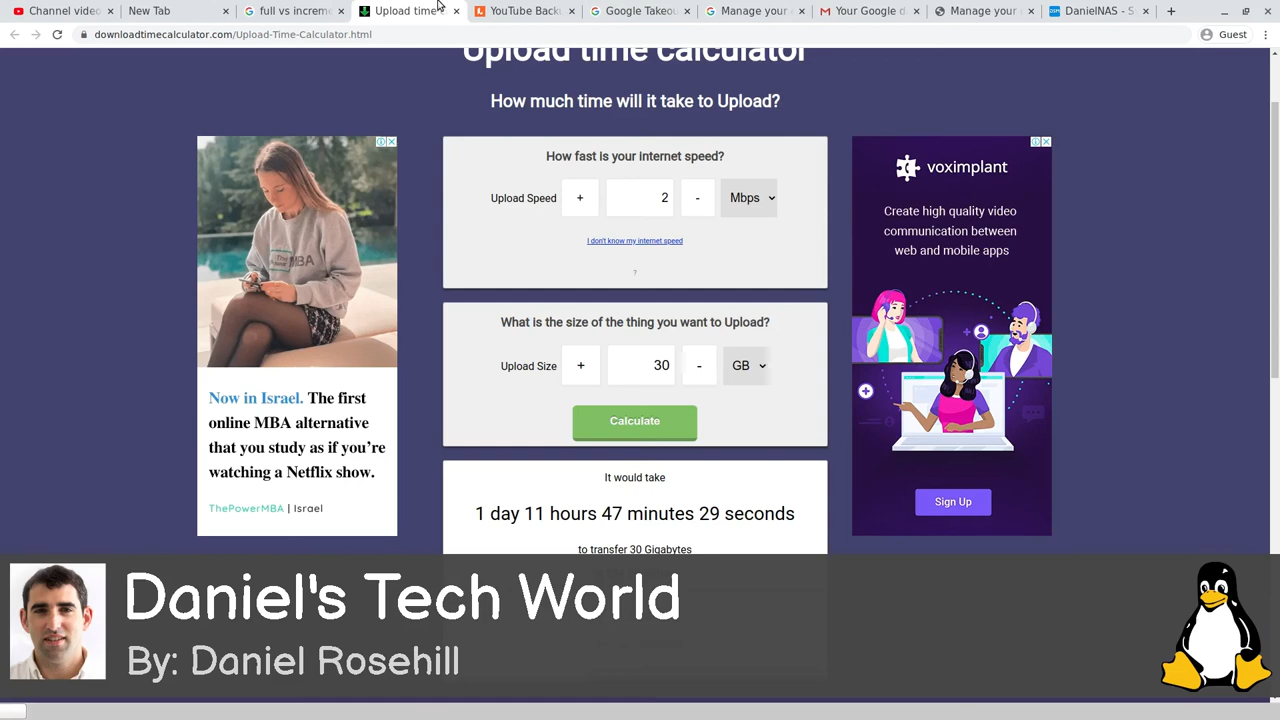 Channel video
New Tab
full vs increme
Upload time c
YouTube Back
Google Takeou
Manage your a
Your Google d
Manage your a
DanielNAS - S
downloadtimecalculator.com/Upload-Time-Calculator.html
Guest
Upload time calculator
How much time will it take to Upload?
How fast is your internet speed?
Upload Speed + 2 - Mbps
I don't know my internet speed
?
What is the size of the thing you want to Upload?
Upload Size + 30 - GB
Calculate
It would take
1 day 11 hours 47 minutes 29 seconds
to transfer 30 Gigabytes
Now in Israel. The first
online MBA alternative
that you study as if you're
watching a Netflix show.
ThePowerMBA | Israel
voximplant
Create high quality video
communication between
web and mobile apps
Sign Up
Daniel's Tech World
By: Daniel Rosehill